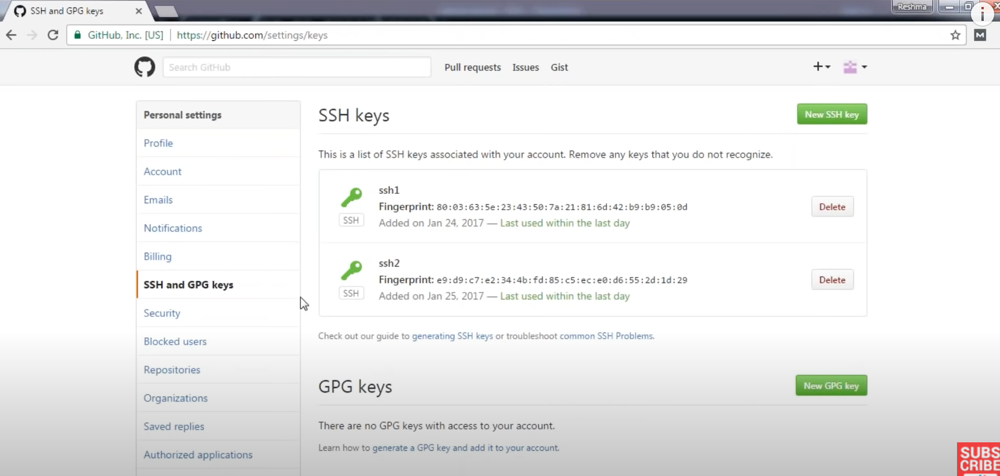 SSH and GPG keys
Reshma
GitHub, Inc. [US] https://github.com/settings/keys
Search GitHub
Pull requests Issues Gist
Personal settings
Profile
Account
Emails
Notifications
Billing
SSH and GPG keys
Security
Blocked users
Repositories
Organizations
Saved replies
Authorized applications
SSH keys
New SSH key
This is a list of SSH keys associated with your account. Remove any keys that you do not recognize.
ssh1
Fingerprint: 80:03:63:5e:23:43:50:7a:21:81:6d:42:b9:b9:05:0d
SSH
Added on Jan 24, 2017 — Last used within the last day
Delete
ssh2
Fingerprint: e9:d9:c7:e2:34:4b:fd:85:c5:ec:e0:d6:55:2d:1d:29
SSH
Added on Jan 25, 2017 — Last used within the last day
Delete
Check out our guide to generating SSH keys or troubleshoot common SSH Problems.
GPG keys
New GPG key
There are no GPG keys with access to your account.
Learn how to generate a GPG key and add it to your account.
SUBS
CRIBE